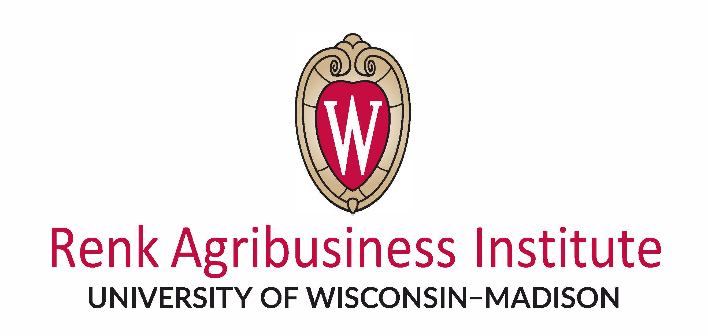 W
Renk Agribusiness Institute
UNIVERSITY OF WISCONSIN–MADISON